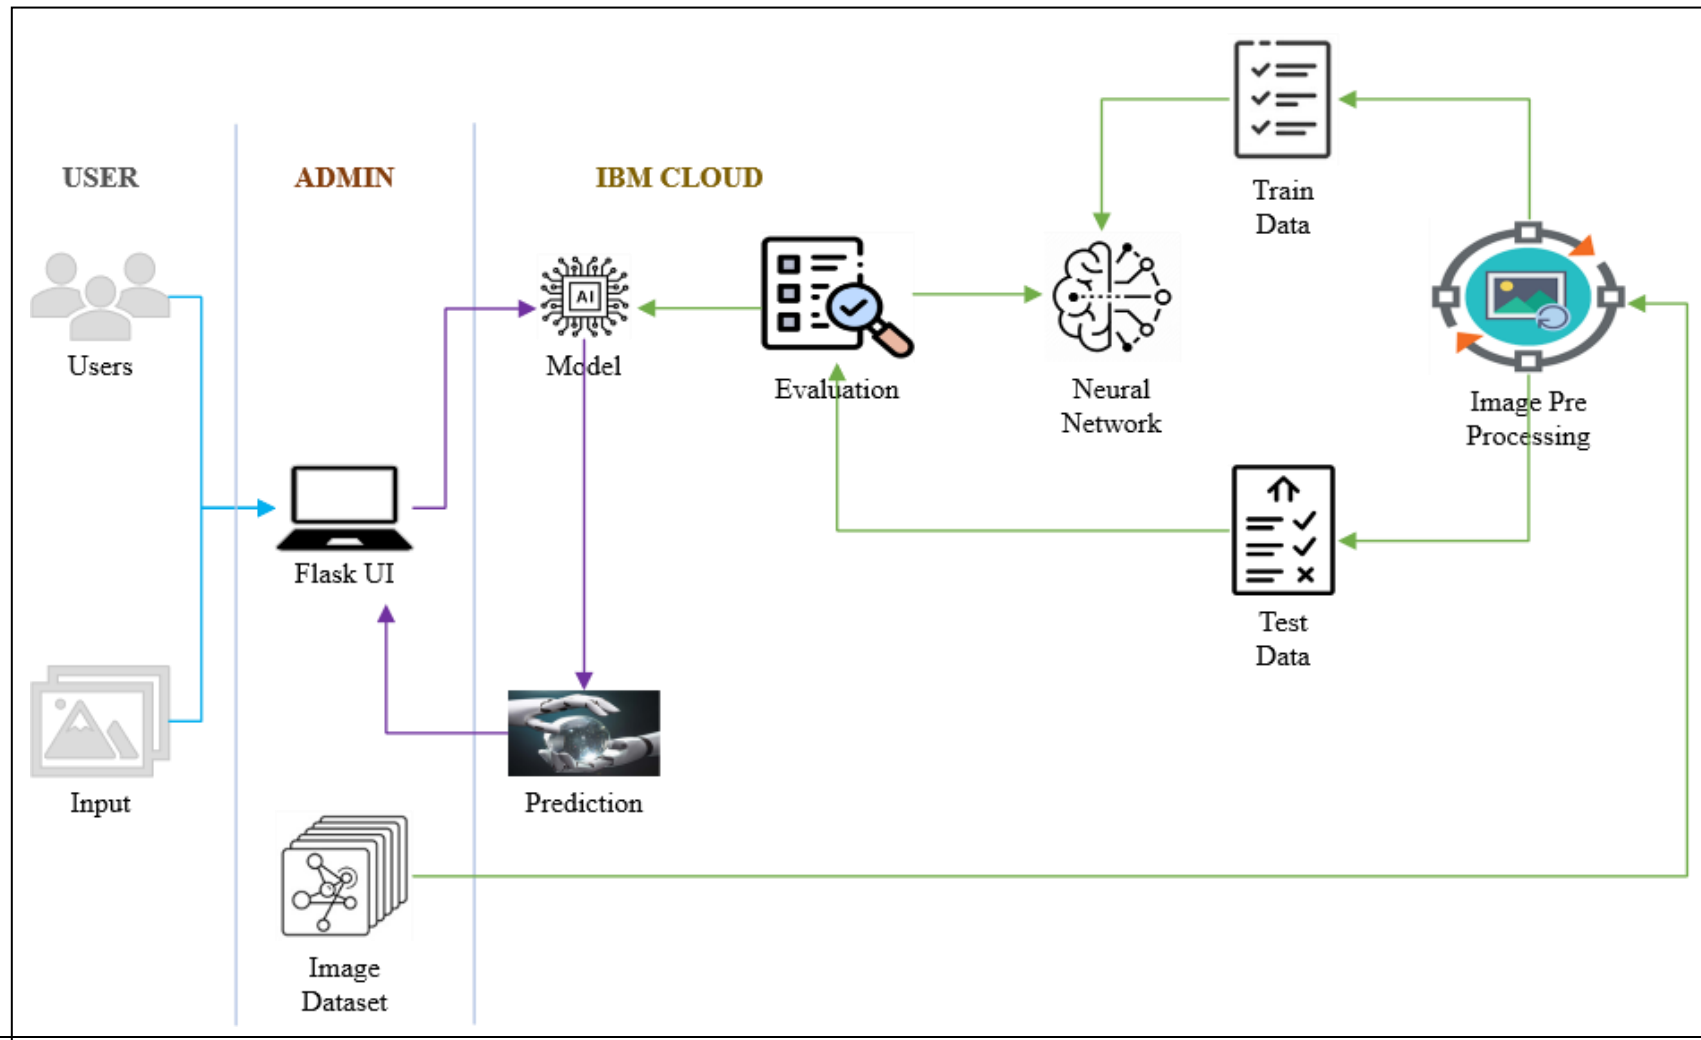 USER
ADMIN
IBM CLOUD
Train
Data
AI
Users
Model
Evaluation
Neural
Network
Image Pre
Processing
Flask UI
Test
Data
Input
Prediction
Image
Dataset